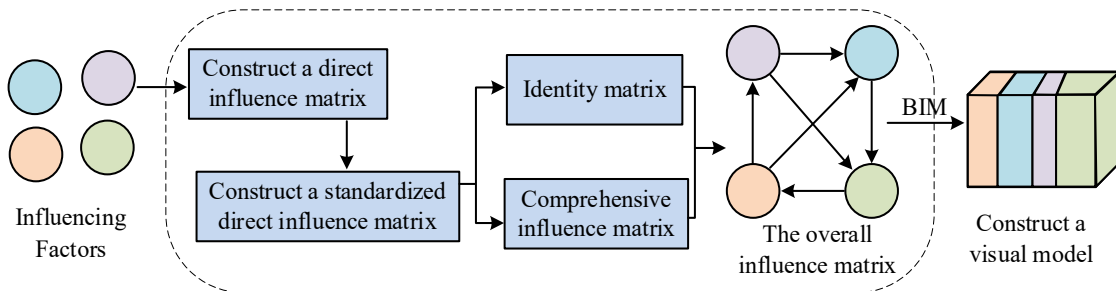 Influencing
Factors
Construct a direct
influence matrix
Construct a standardized
direct influence matrix
Identity matrix
Comprehensive
influence matrix
The overall
influence matrix
BIM
Construct a
visual model